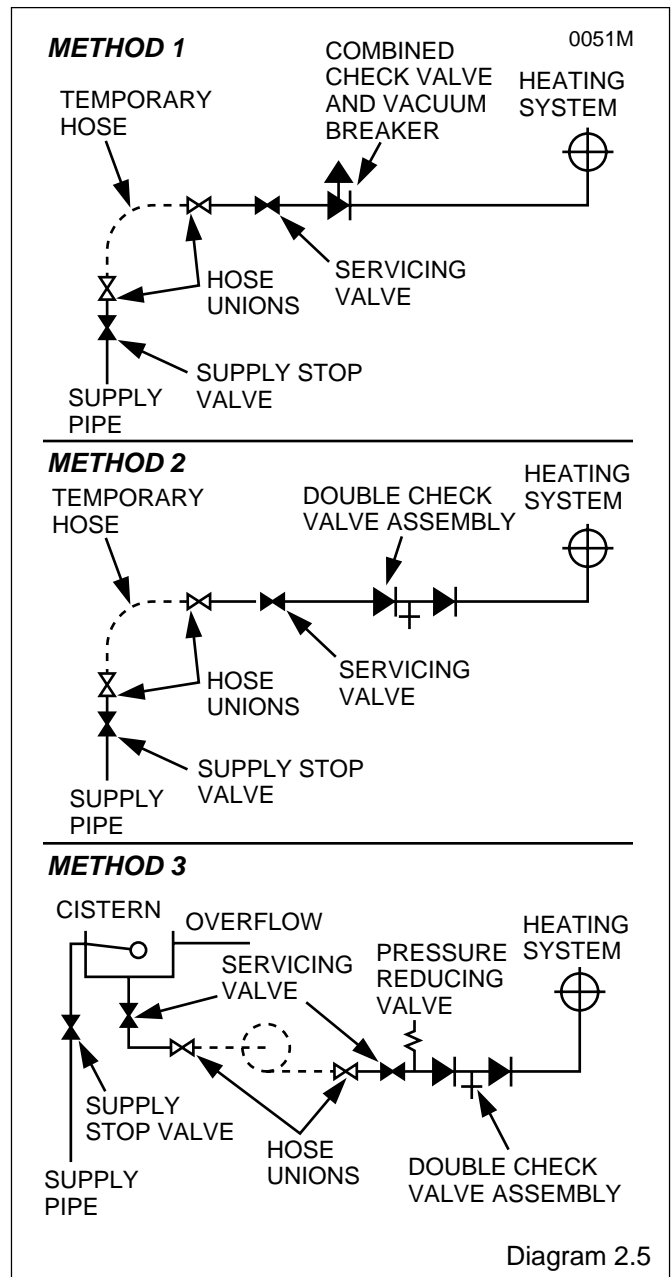 METHOD 1
0051M
COMBINED
CHECK VALVE
AND VACUUM
BREAKER
HEATING
SYSTEM
TEMPORARY
HOSE
HOSE
UNIONS
SERVICING
VALVE
SUPPLY STOP
VALVE
SUPPLY
PIPE
METHOD 2
TEMPORARY
HOSE
DOUBLE CHECK
VALVE ASSEMBLY
HEATING
SYSTEM
HOSE
UNIONS
SERVICING
VALVE
SUPPLY STOP
VALVE
SUPPLY
PIPE
METHOD 3
CISTERN
OVERFLOW
SERVICING
VALVE
PRESSURE
REDUCING
VALVE
HEATING
SYSTEM
SUPPLY
STOP VALVE
HOSE
UNIONS
DOUBLE CHECK
VALVE ASSEMBLY
SUPPLY
PIPE
Diagram 2.5